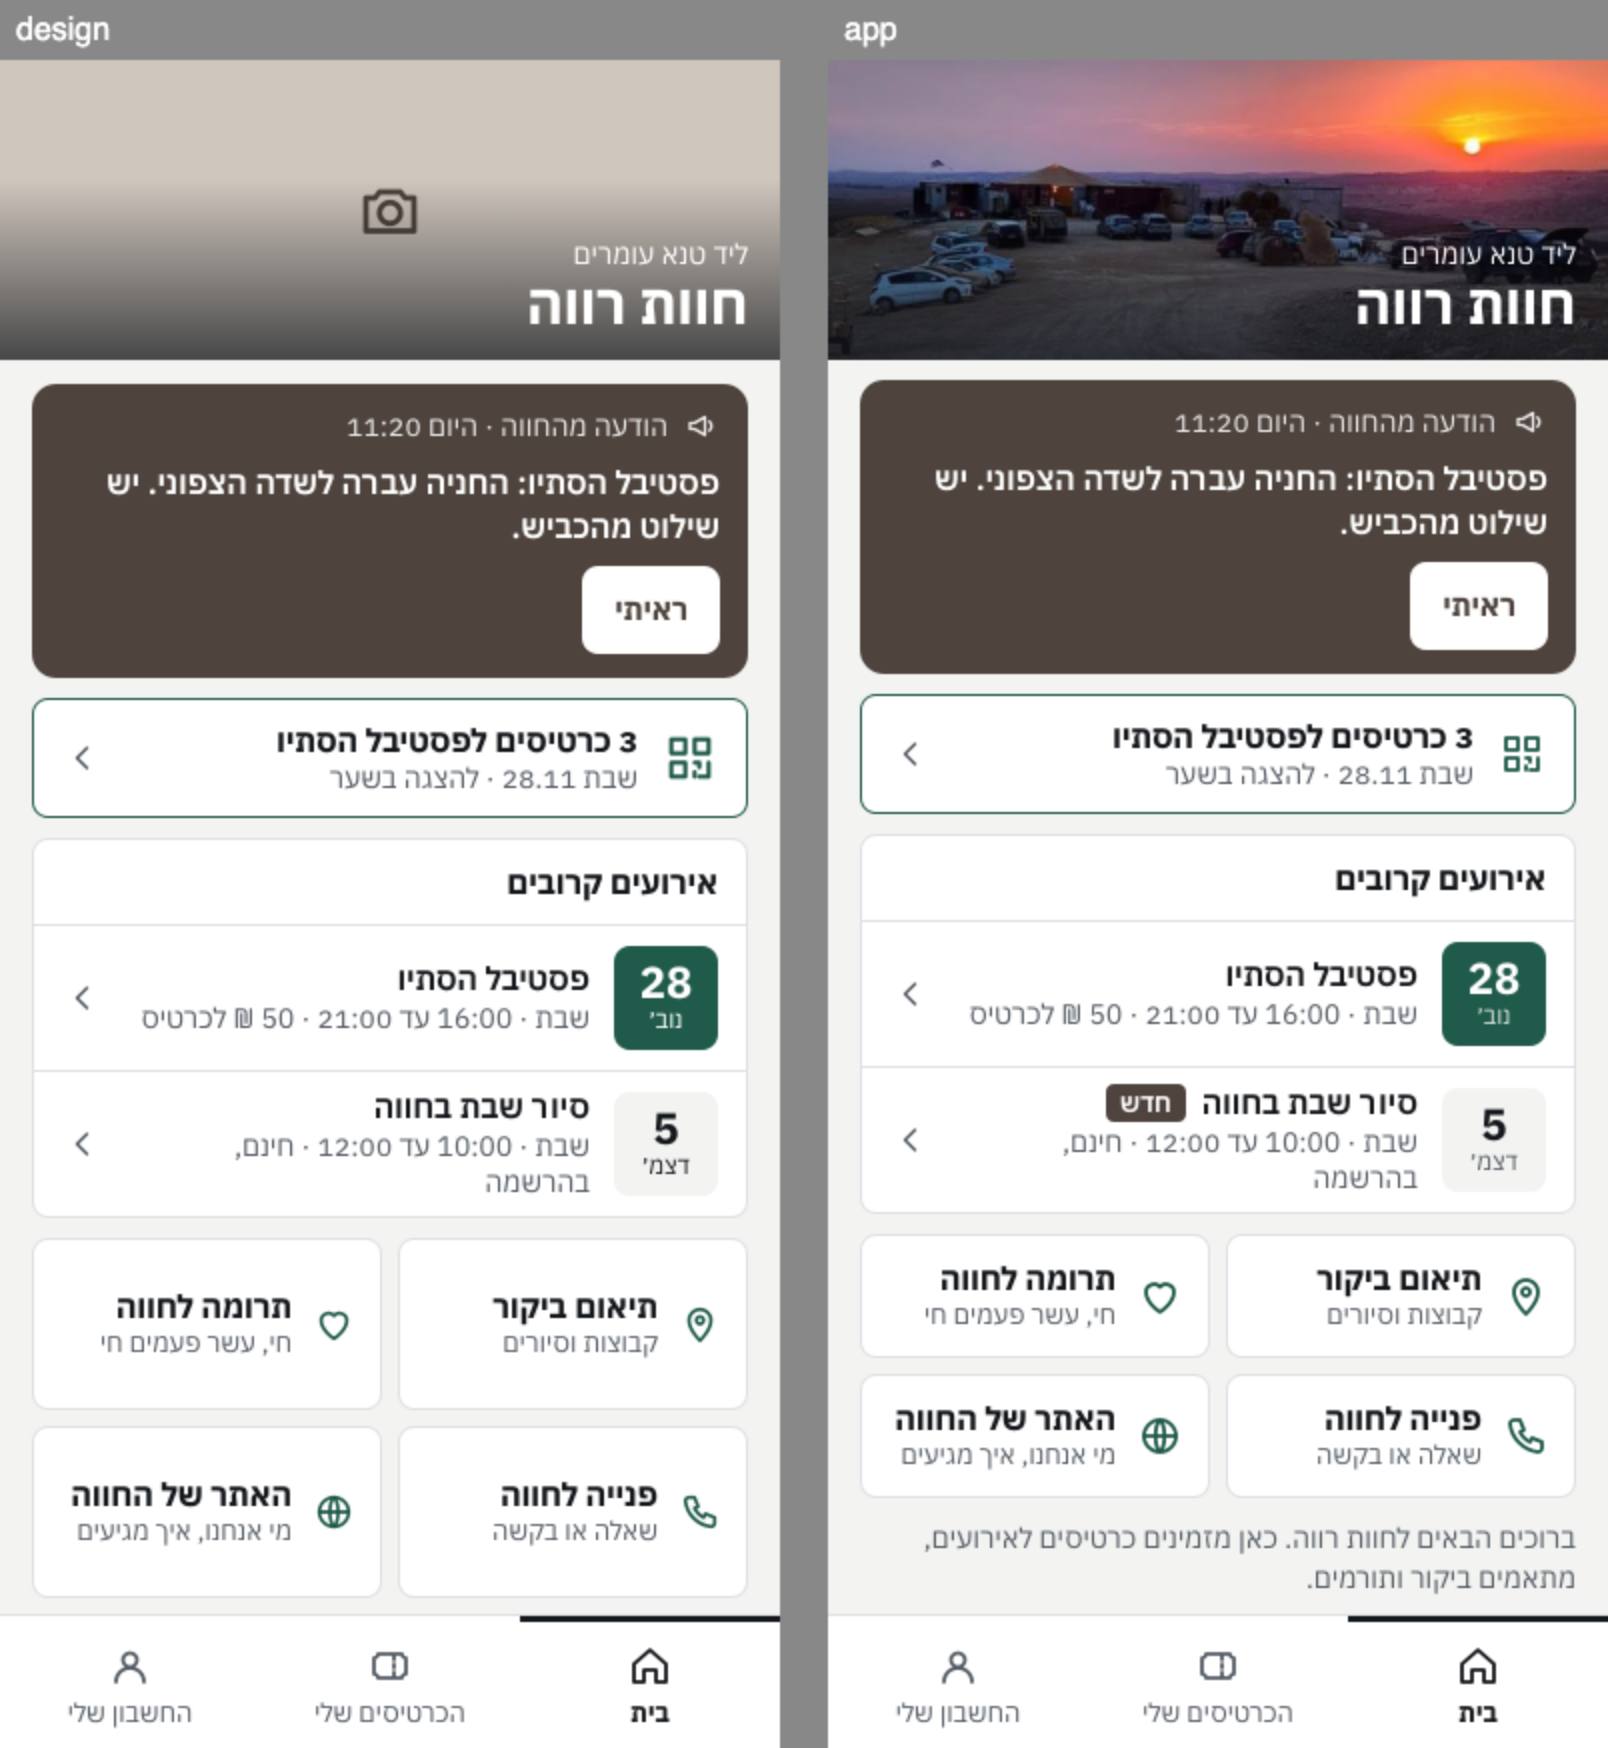 design
ליד טנא עומרים
חוות רווה
הודעה מהחווה · היום 11:20
פסטיבל הסתיו: החניה עברה לשדה הצפוני. יש
שילוט מהכביש.
ראיתי
3 כרטיסים לפסטיבל הסתיו
שבת 28.11 · להצגה בשער
אירועים קרובים
28
נוב׳
פסטיבל הסתיו
שבת · 16:00 עד 21:00 · 50 ₪ לכרטיס
5
דצמ׳
סיור שבת בחווה
שבת · 10:00 עד 12:00 · חינם,
בהרשמה
תיאום ביקור
קבוצות וסיורים
תרומה לחווה
חי, עשר פעמים חי
פנייה לחווה
שאלה או בקשה
האתר של החווה
מי אנחנו, איך מגיעים
בית
הכרטיסים שלי
החשבון שלי
app
ליד טנא עומרים
חוות רווה
הודעה מהחווה · היום 11:20
פסטיבל הסתיו: החניה עברה לשדה הצפוני. יש
שילוט מהכביש.
ראיתי
3 כרטיסים לפסטיבל הסתיו
שבת 28.11 · להצגה בשער
אירועים קרובים
28
נוב׳
פסטיבל הסתיו
שבת · 16:00 עד 21:00 · 50 ₪ לכרטיס
5
דצמ׳
סיור שבת בחווה חדש
שבת · 10:00 עד 12:00 · חינם,
בהרשמה
תיאום ביקור
קבוצות וסיורים
תרומה לחווה
חי, עשר פעמים חי
פנייה לחווה
שאלה או בקשה
האתר של החווה
מי אנחנו, איך מגיעים
ברוכים הבאים לחוות רווה. כאן מזמינים כרטיסים לאירועים,
מתאמים ביקור ותורמים.
בית
הכרטיסים שלי
החשבון שלי